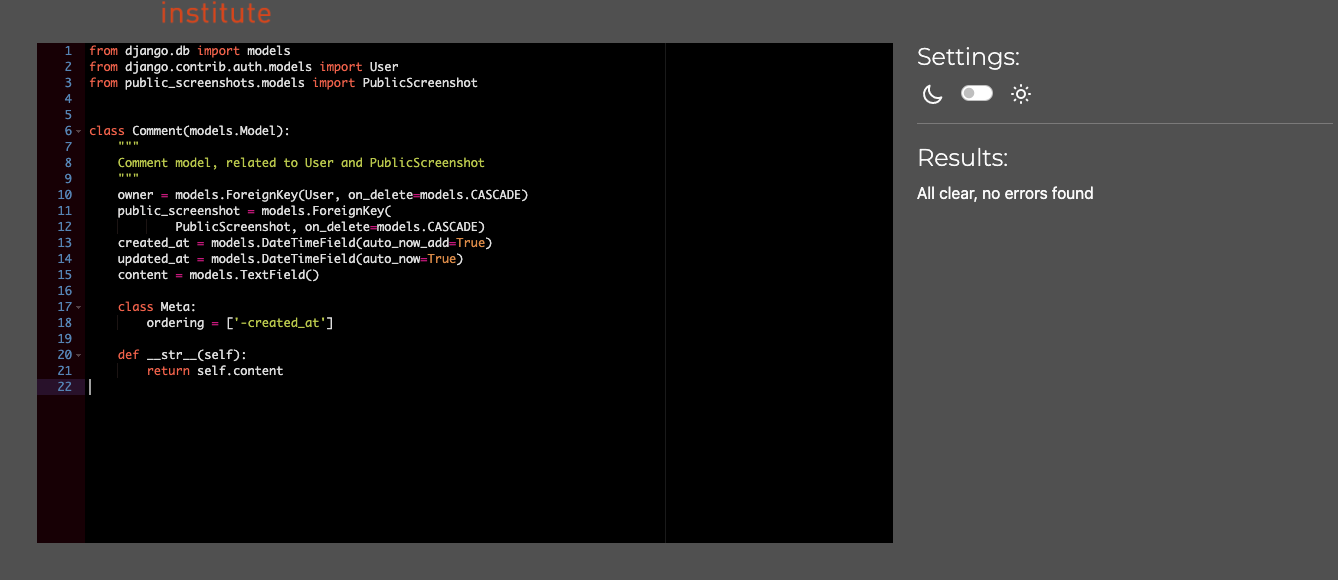 institute
1 from django.db import models
2 from django.contrib.auth.models import User
3 from public_screenshots.models import PublicScreenshot
4
5
6 class Comment(models.Model):
7     """
8     Comment model, related to User and PublicScreenshot
9     """
10     owner = models.ForeignKey(User, on_delete=models.CASCADE)
11     public_screenshot = models.ForeignKey(
12             PublicScreenshot, on_delete=models.CASCADE)
13     created_at = models.DateTimeField(auto_now_add=True)
14     updated_at = models.DateTimeField(auto_now=True)
15     content = models.TextField()
16
17     class Meta:
18         ordering = ['-created_at']
19
20     def __str__(self):
21         return self.content
22
Settings:
Results:
All clear, no errors found